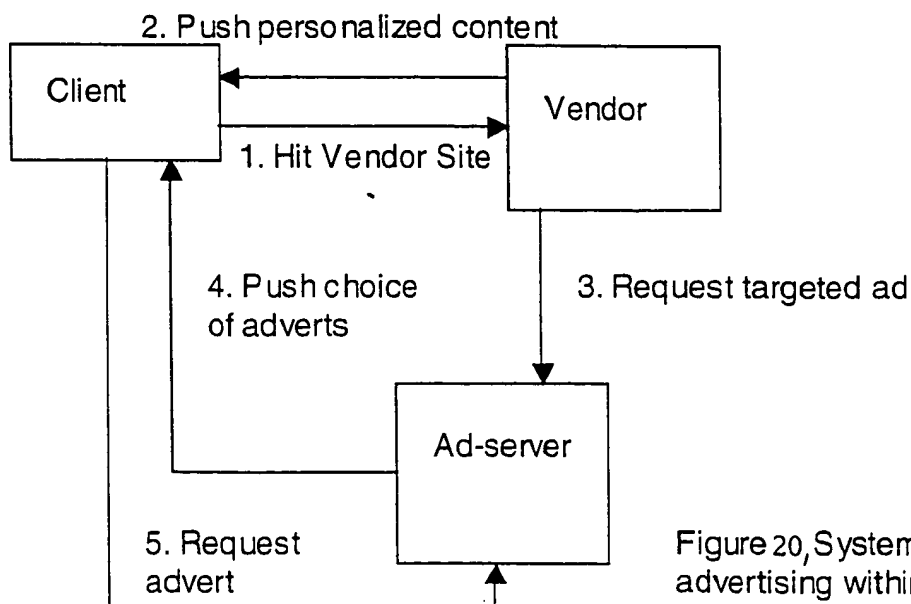 2. Push personalized content
Client
Vendor
1. Hit Vendor Site
4. Push choice
of adverts
3. Request targeted ad
Ad-server
5. Request
advert
Figure 20, System
advertising within